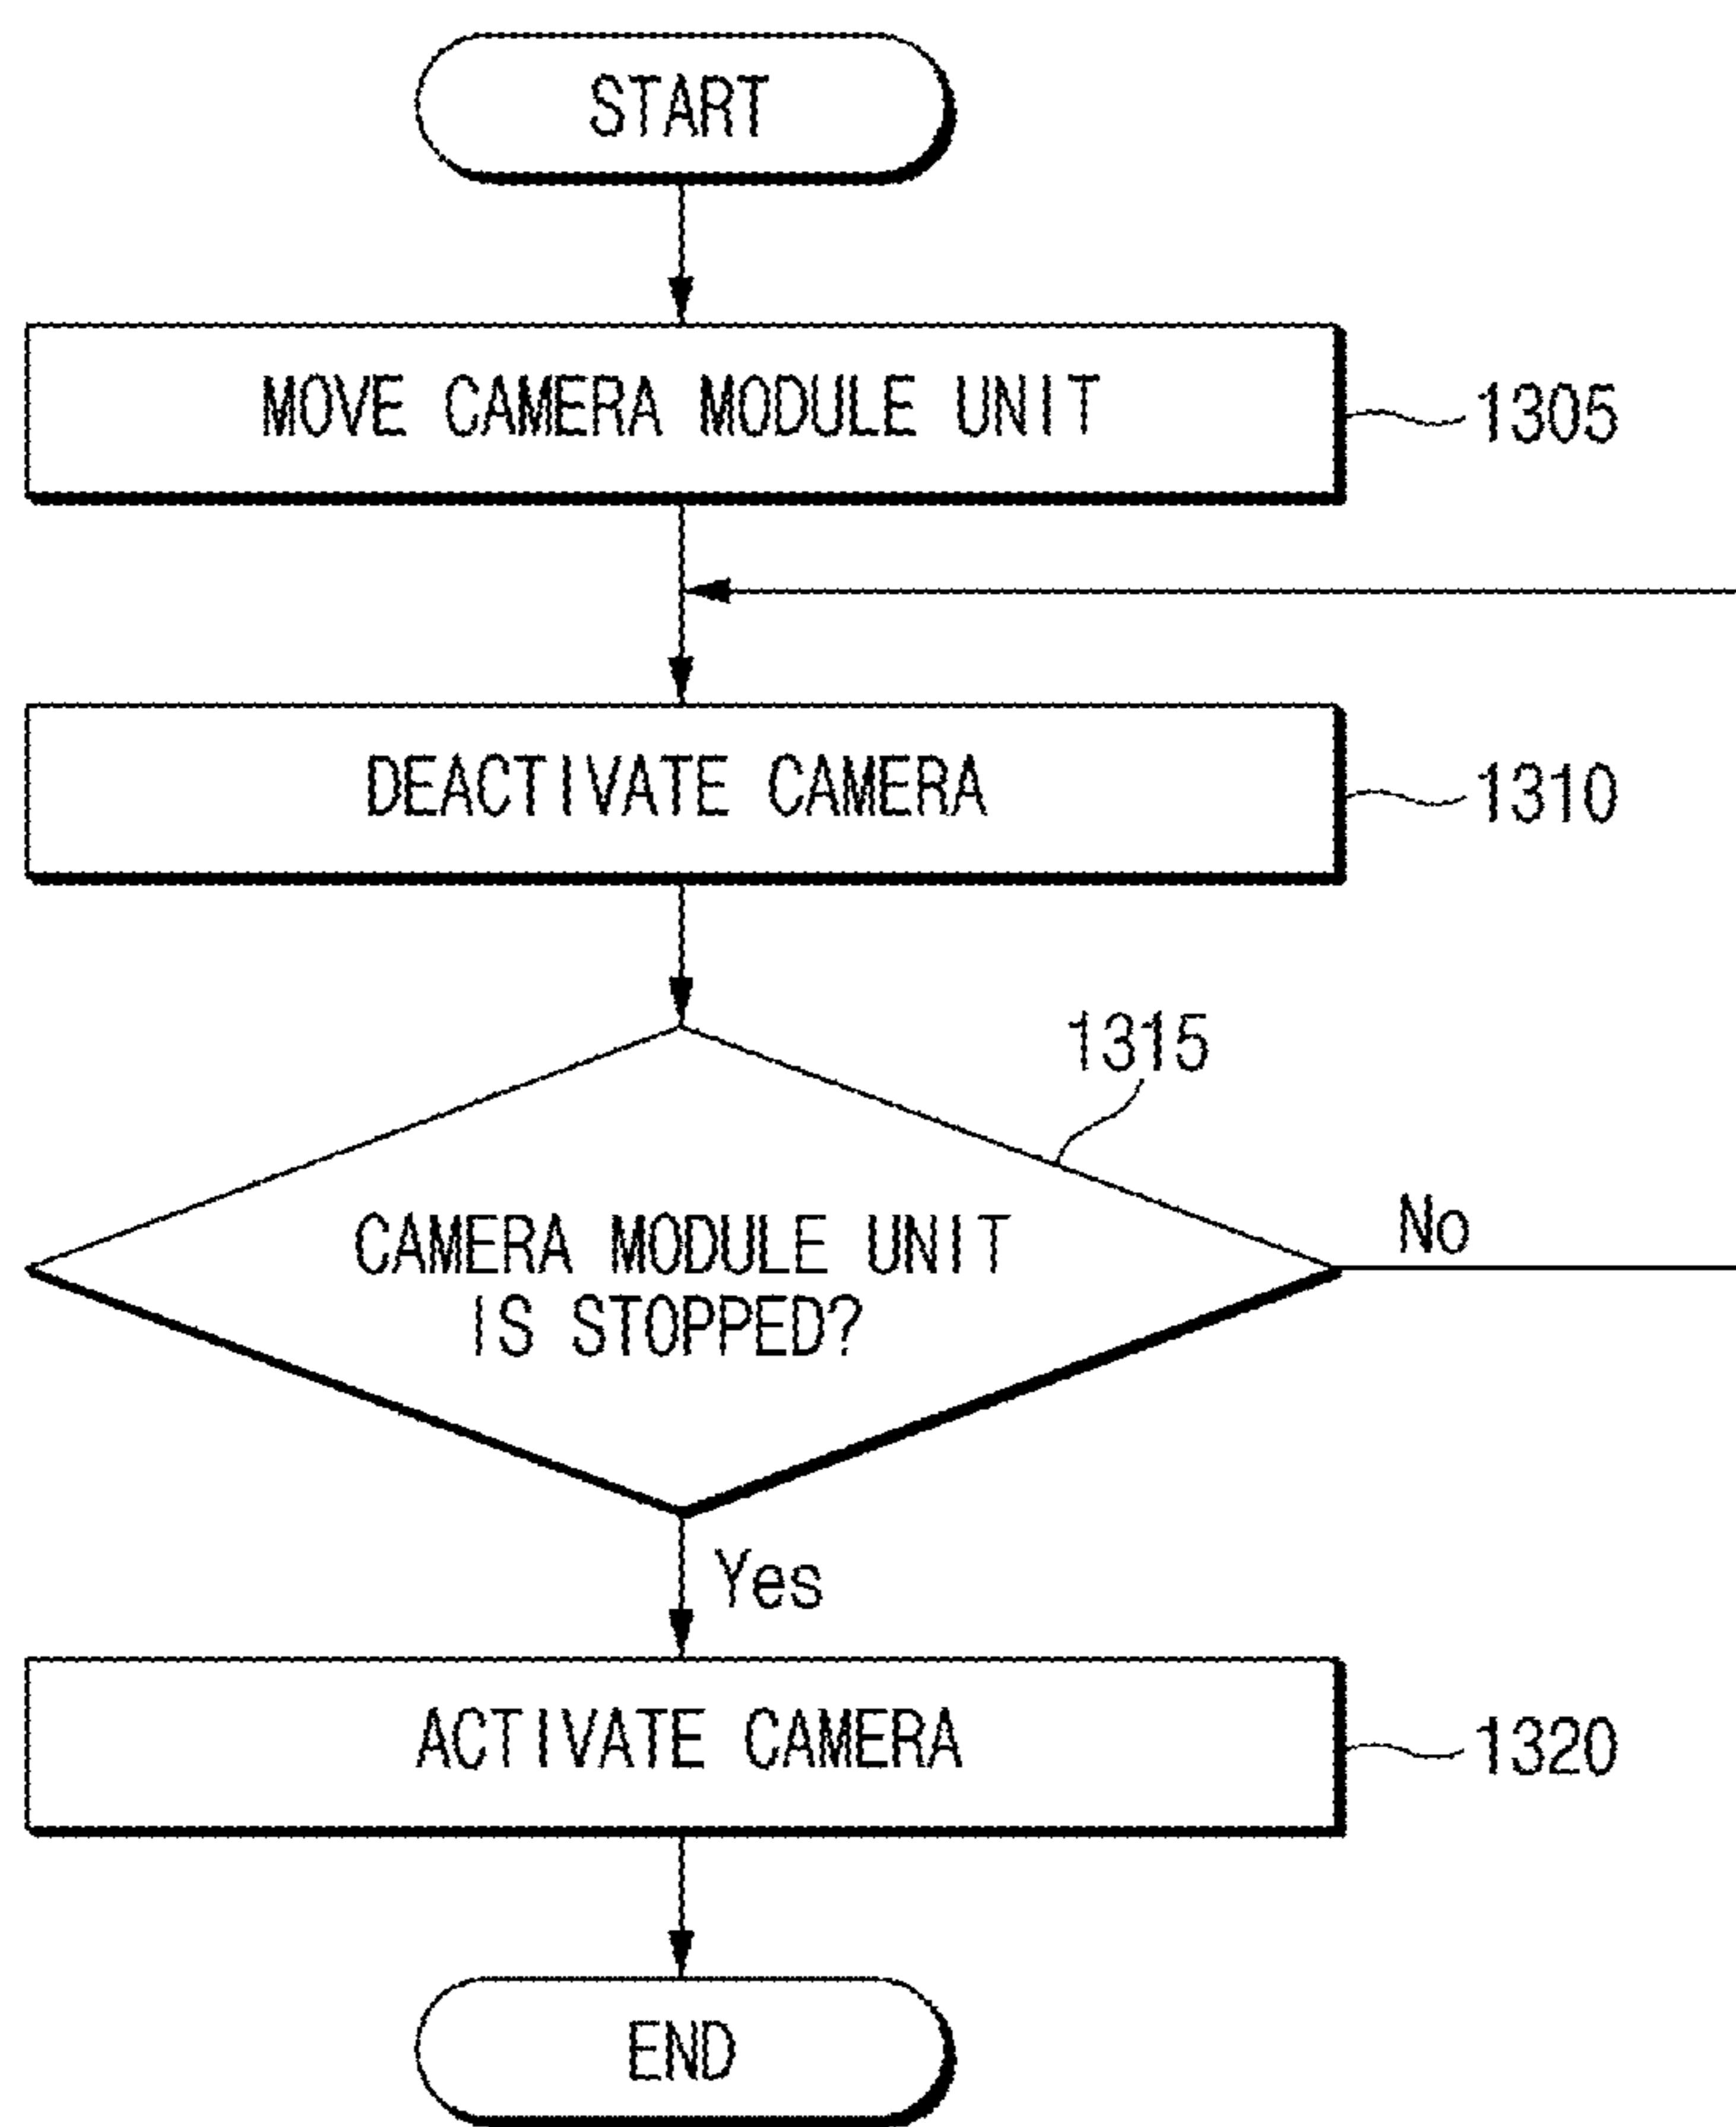 START
MOVE CAMERA MODULE UNIT
1305
DEACTIVATE CAMERA
1310
1315
CAMERA MODULE UNIT
IS STOPPED?
No
Yes
ACTIVATE CAMERA
1320
END